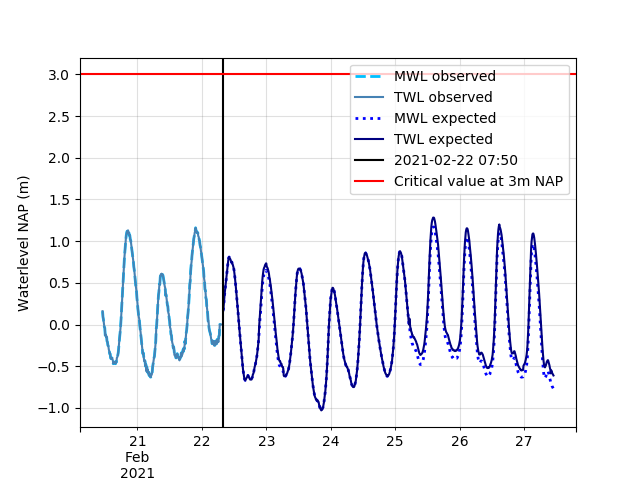 3.0
2.5
2.0
1.5
1.0
0.5
0.0
−0.5
−1.0
Waterlevel NAP (m)
MWL observed
TWL observed
MWL expected
TWL expected
2021-02-22 07:50
Critical value at 3m NAP
21 22 23 24 25 26 27
Feb
2021